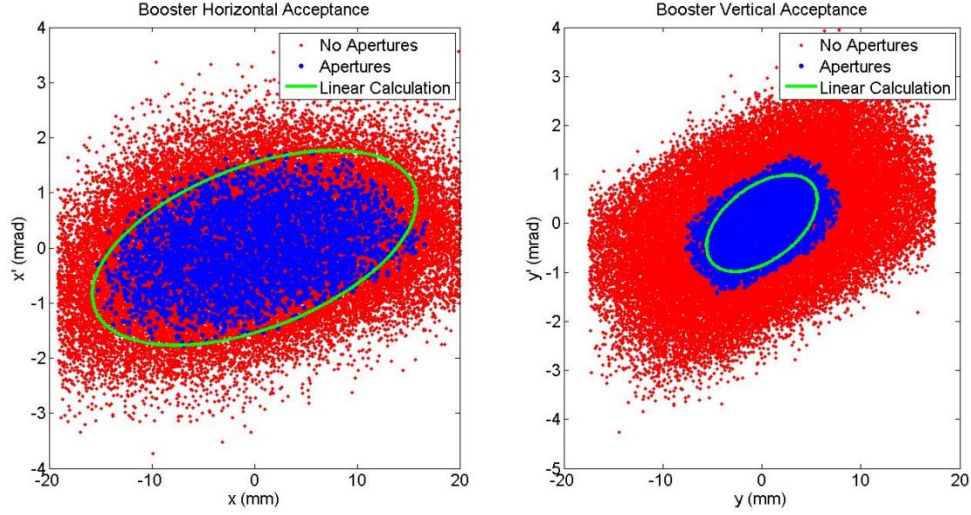 Booster Horizontal Acceptance
4
3
2
1
0
-1
-2
-3
-4
-20
-10
0
10
20
x (mm)
x' (mrad)
No Apertures
Apertures
Linear Calculation
Booster Vertical Acceptance
4
3
2
1
0
-1
-2
-3
-4
-5
-20
-10
0
10
20
y (mm)
y' (mrad)
No Apertures
Apertures
Linear Calculation